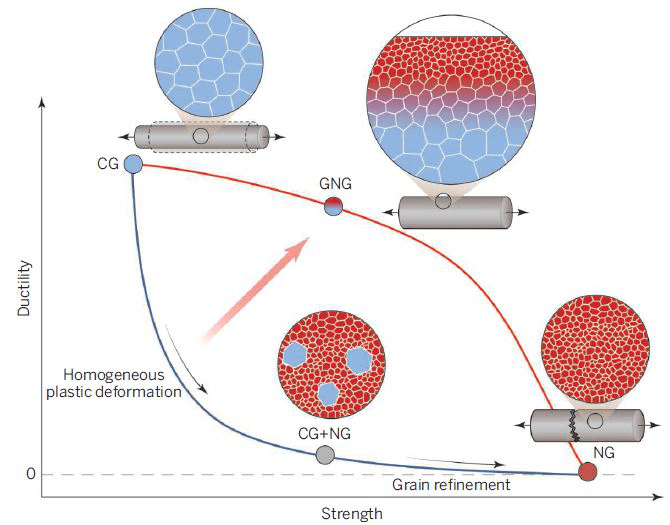 CG
GNG
Ductility
Homogeneous
plastic deformation
CG+NG
NG
0
Grain refinement
Strength